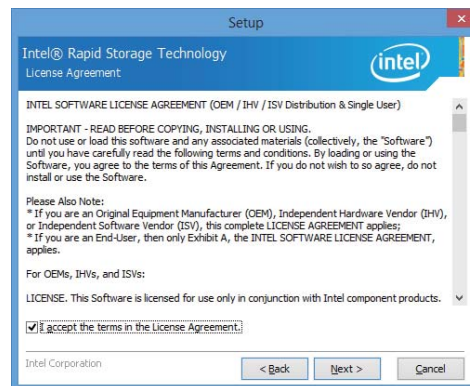 Setup
Intel® Rapid Storage Technology
License Agreement
intel
INTEL SOFTWARE LICENSE AGREEMENT (OEM / IHV / ISV Distribution & Single User)
IMPORTANT - READ BEFORE COPYING, INSTALLING OR USING.
Do not use or load this software and any associated materials (collectively, the "Software")
until you have carefully read the following terms and conditions. By loading or using the
Software, you agree to the terms of this Agreement. If you do not wish to so agree, do not
install or use the Software.
Please Also Note:
* If you are an Original Equipment Manufacturer (OEM), Independent Hardware Vendor (IHV),
or Independent Software Vendor (ISV), this complete LICENSE AGREEMENT applies;
* If you are an End-User, then only Exhibit A, the INTEL SOFTWARE LICENSE AGREEMENT,
applies.
For OEMs, IHVs, and ISVs:
LICENSE. This Software is licensed for use only in conjunction with Intel component products.
I accept the terms in the License Agreement.
Intel Corporation
< Back
Next >
Cancel